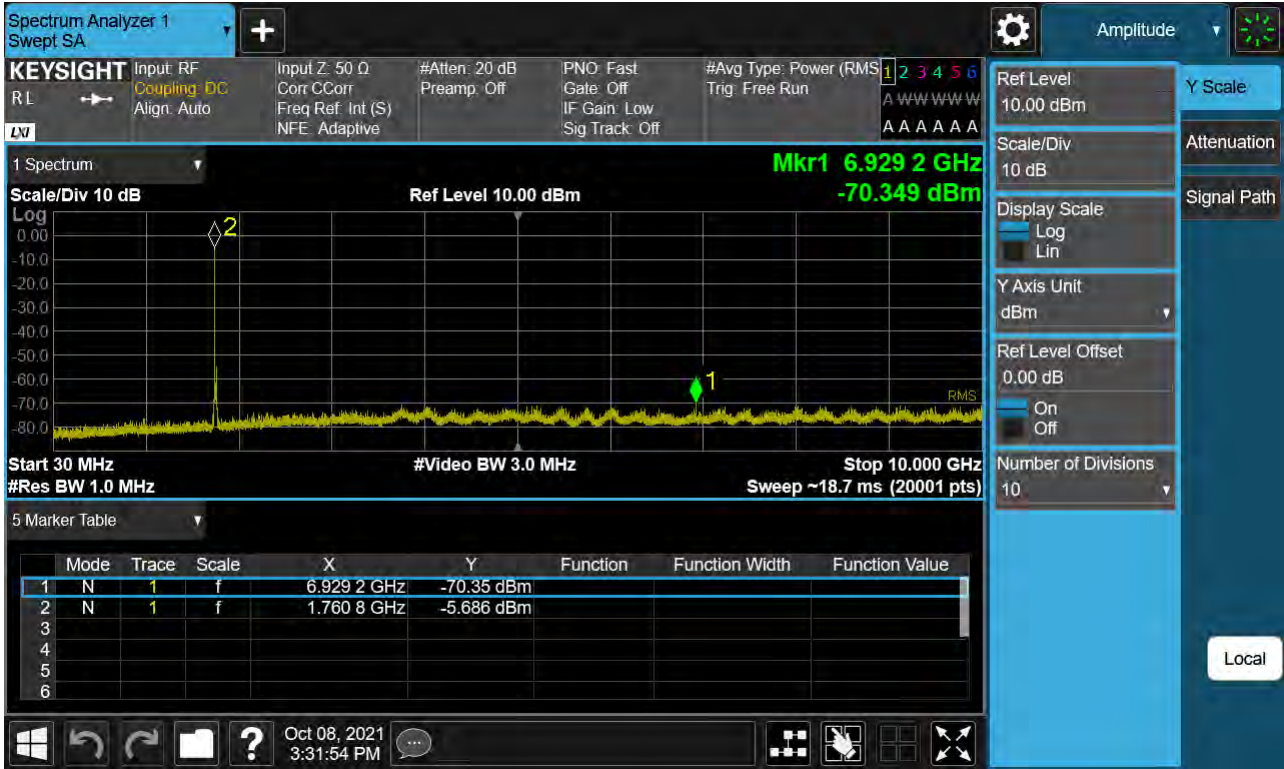 Spectrum Analyzer 1
Swept SA
Amplitude
KEYSIGHT
R L
LXI
Input: RF
Coupling: DC
Align: Auto
Input Z: 50 Ω
Corr CCorr
Freq Ref: Int (S)
NFE: Adaptive
#Atten: 20 dB
Preamp: Off
PNO: Fast
Gate: Off
IF Gain: Low
Sig Track: Off
#Avg Type: Power (RMS
Trig: Free Run
1 2 3 4 5 6
A W W W W W
A A A A A A
1 Spectrum
Mkr1 6.929 2 GHz
-70.349 dBm
Scale/Div 10 dB
Ref Level 10.00 dBm
Log
0.00
-10.0
-20.0
-30.0
-40.0
-50.0
-60.0
-70.0
-80.0
2
1
RMS
Start 30 MHz
#Video BW 3.0 MHz
Stop 10.000 GHz
#Res BW 1.0 MHz
Sweep ~18.7 ms (20001 pts)
5 Marker Table
Mode Trace Scale X Y Function Function Width Function Value
1 N 1 f 6.929 2 GHz -70.35 dBm
2 N 1 f 1.760 8 GHz -5.686 dBm
3
4
5
6
?
Oct 08, 2021
3:31:54 PM
Ref Level
10.00 dBm
Scale/Div
10 dB
Display Scale
Log
Lin
Y Axis Unit
dBm
Ref Level Offset
0.00 dB
On
Off
Number of Divisions
10
Y Scale
Attenuation
Signal Path
Local